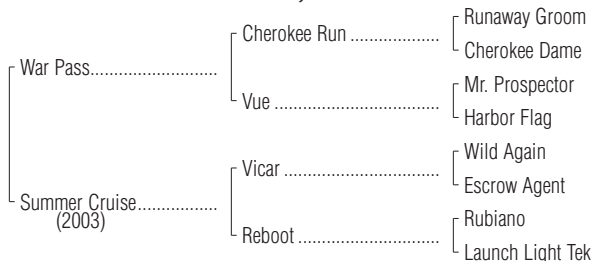 Runaway Groom
Cherokee Run ..................
Cherokee Dame
War Pass..........................
Mr. Prospector
Vue .................................
Harbor Flag
Wild Again
Vicar ................................
Escrow Agent
Summer Cruise.................
(2003)
Rubiano
Reboot .............................
Launch Light Tek